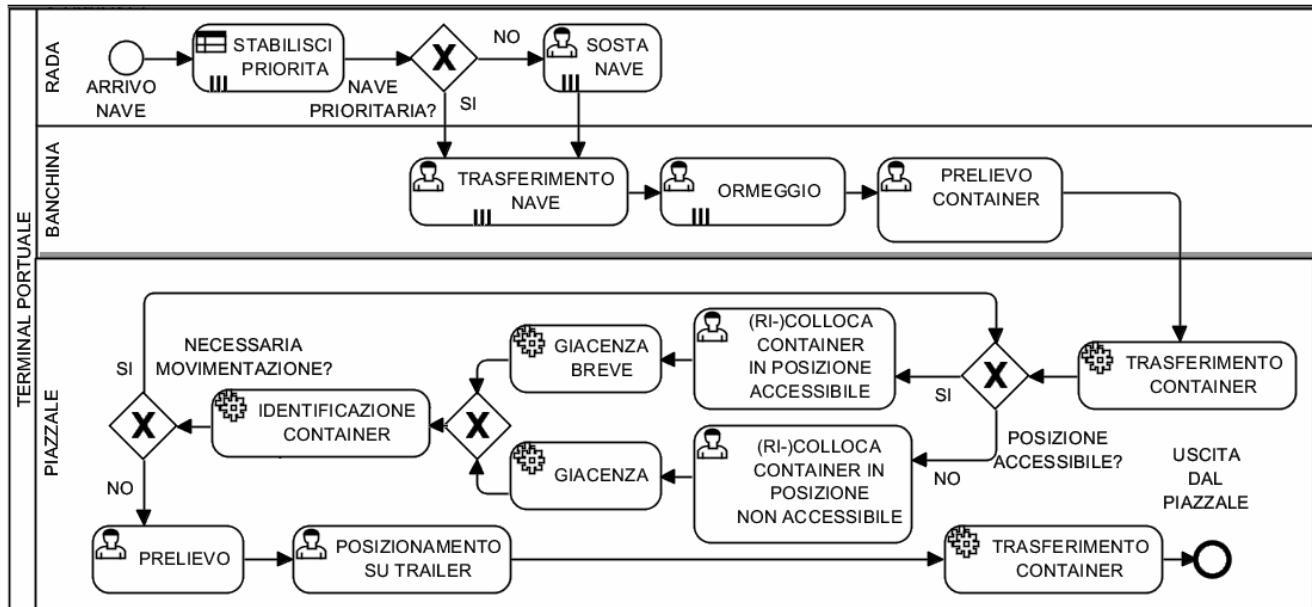 TERMINAL PORTUALE
RADA
ARRIVO
NAVE
STABILISCI
PRIORITA
NAVE
PRIORITARIA?
X
NO
SI
SOSTA
NAVE
BANCHINA
TRASFERIMENTO
NAVE
ORMEGGIO
PRELIEVO
CONTAINER
PIAZZALE
SI
NECESSARIA
MOVIMENTAZIONE?
X
NO
IDENTIFICAZIONE
CONTAINER
X
GIACENZA
BREVE
GIACENZA
(RI-)COLLOCA
CONTAINER
IN POSIZIONE
ACCESSIBILE
(RI-)COLLOCA
CONTAINER IN
POSIZIONE
NON ACCESSIBILE
SI
X
NO
POSIZIONE
ACCESSIBILE?
TRASFERIMENTO
CONTAINER
PRELIEVO
POSIZIONAMENTO
SU TRAILER
TRASFERIMENTO
CONTAINER
USCITA
DAL
PIAZZALE